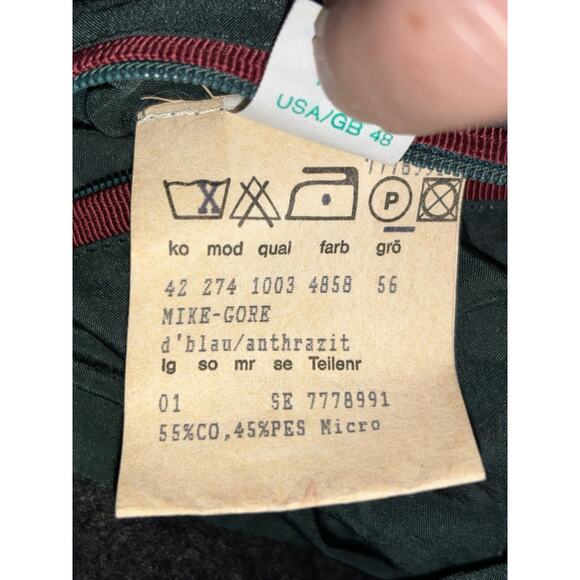 USA/GB 48
P
ko mod qual farb grö
42 274 1003 4858 56
MIKE-GORE
d'blau/anthrazit
lg so mr se Teilenr
01 SE 7778991
55%CO,45%PES Micro